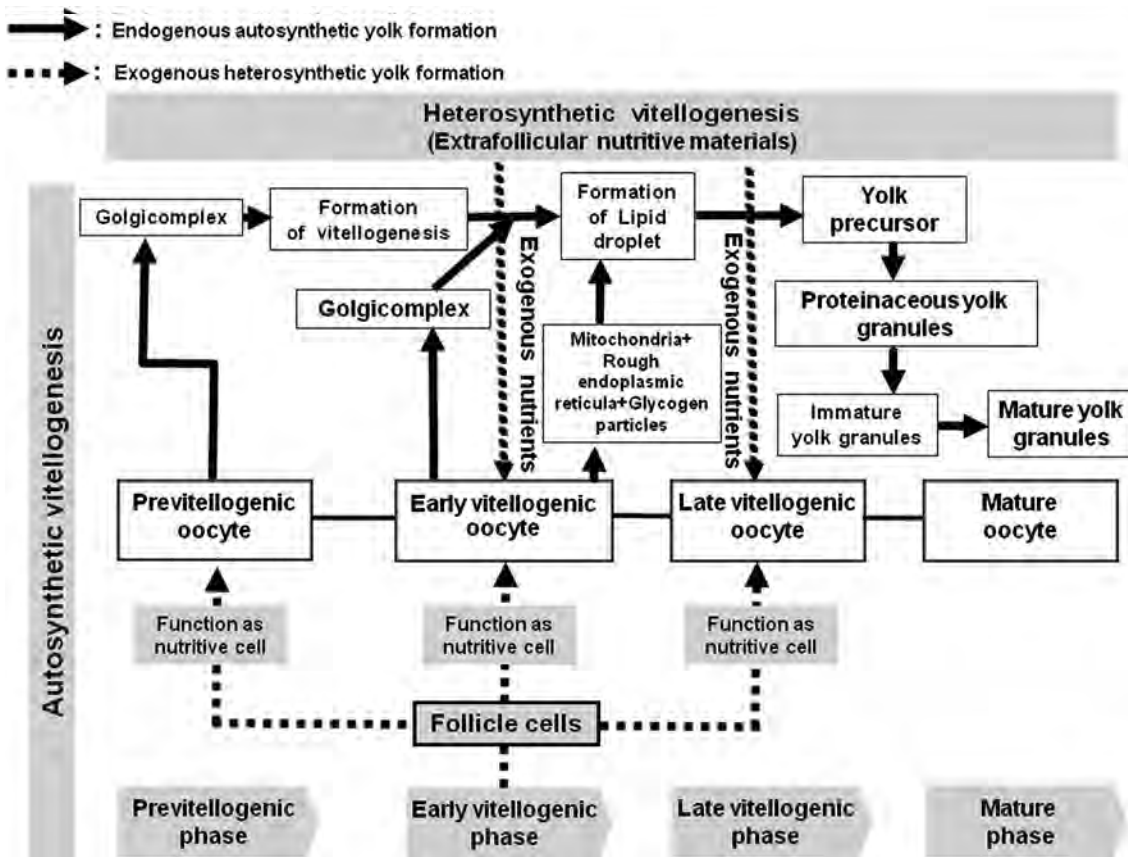 : Endogenous autosynthetic yolk formation
: Exogenous heterosynthetic yolk formation
Heterosynthetic vitellogenesis
(Extrafollicular nutritive materials)
Autosynthetic vitellogenesis
Golgicomplex
Formation
of vitellogenesis
Formation
of Lipid
droplet
Yolk
precursor
Golgicomplex
Exogenous nutrients
Mitochondria+
Rough
endoplasmic
reticula+Glycogen
particles
Exogenous nutrients
Proteinaceous yolk
granules
Immature
yolk granules
Mature yolk
granules
Previtellogenic
oocyte
Early vitellogenic
oocyte
Late vitellogenic
oocyte
Mature
oocyte
Function as
nutritive cell
Function as
nutritive cell
Function as
nutritive cell
Follicle cells
Previtellogenic
phase
Early vitellogenic
phase
Late vitellogenic
phase
Mature
phase